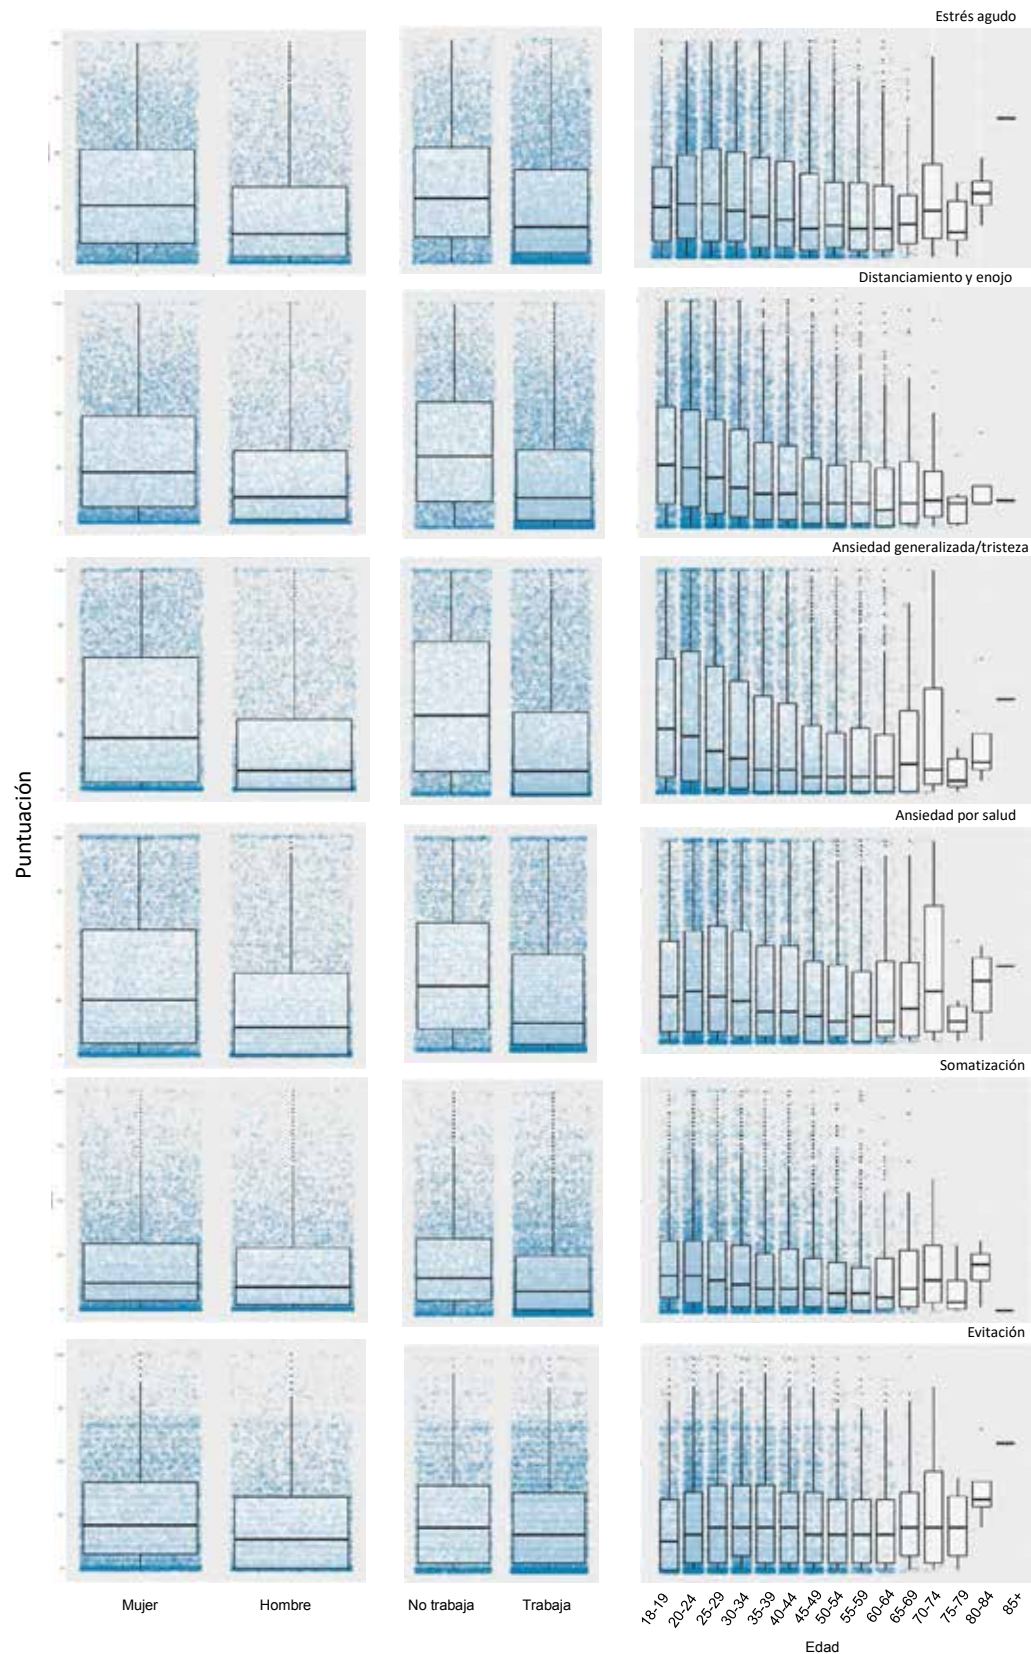 Estrés agudo
Distanciamiento y enojo
Ansiedad generalizada/tristeza
Ansiedad por salud
Somatización
Evitación
Puntuación
Mujer Hombre No trabaja Trabaja
18-19 20-24 25-29 30-34 35-39 40-44 45-49 50-54 55-59 60-64 65-69 70-74 75-79 80-84 85+
Edad